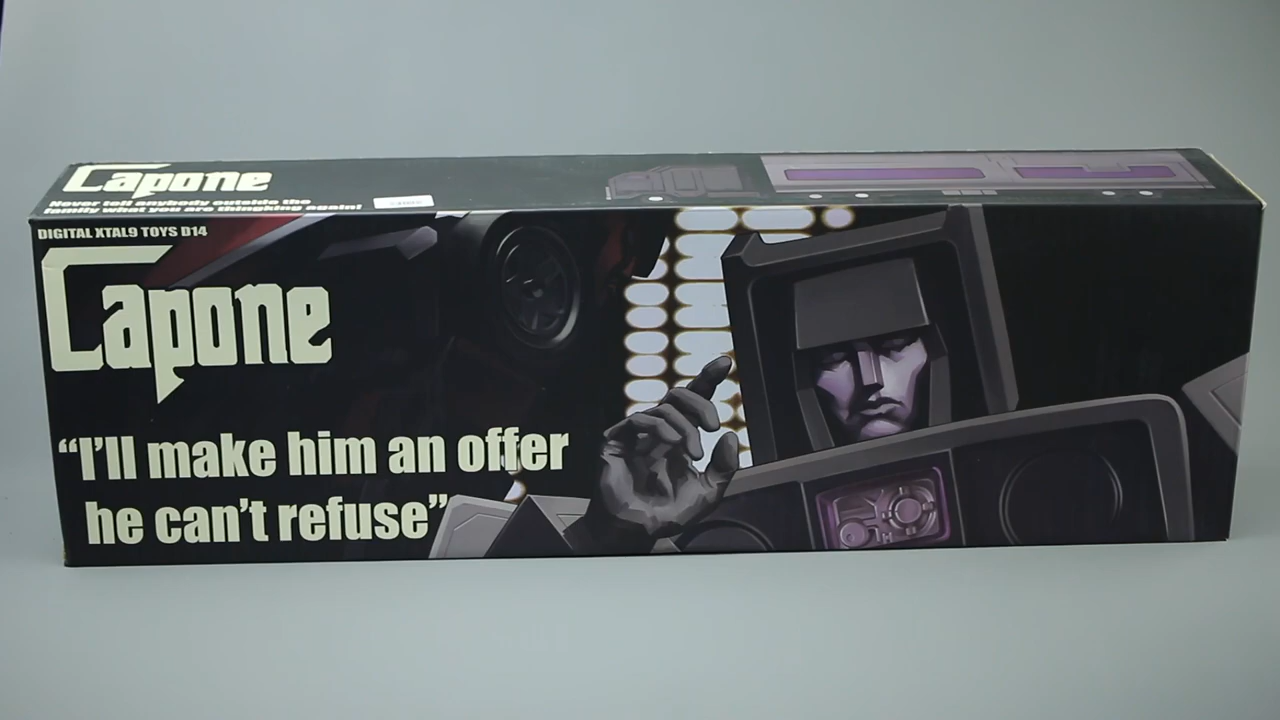 Capone
Never tell anybody outside the
family what you are thinking again!
DIGITAL XTAL9 TOYS D14
Capone
“I’ll make him an offer
he can’t refuse”